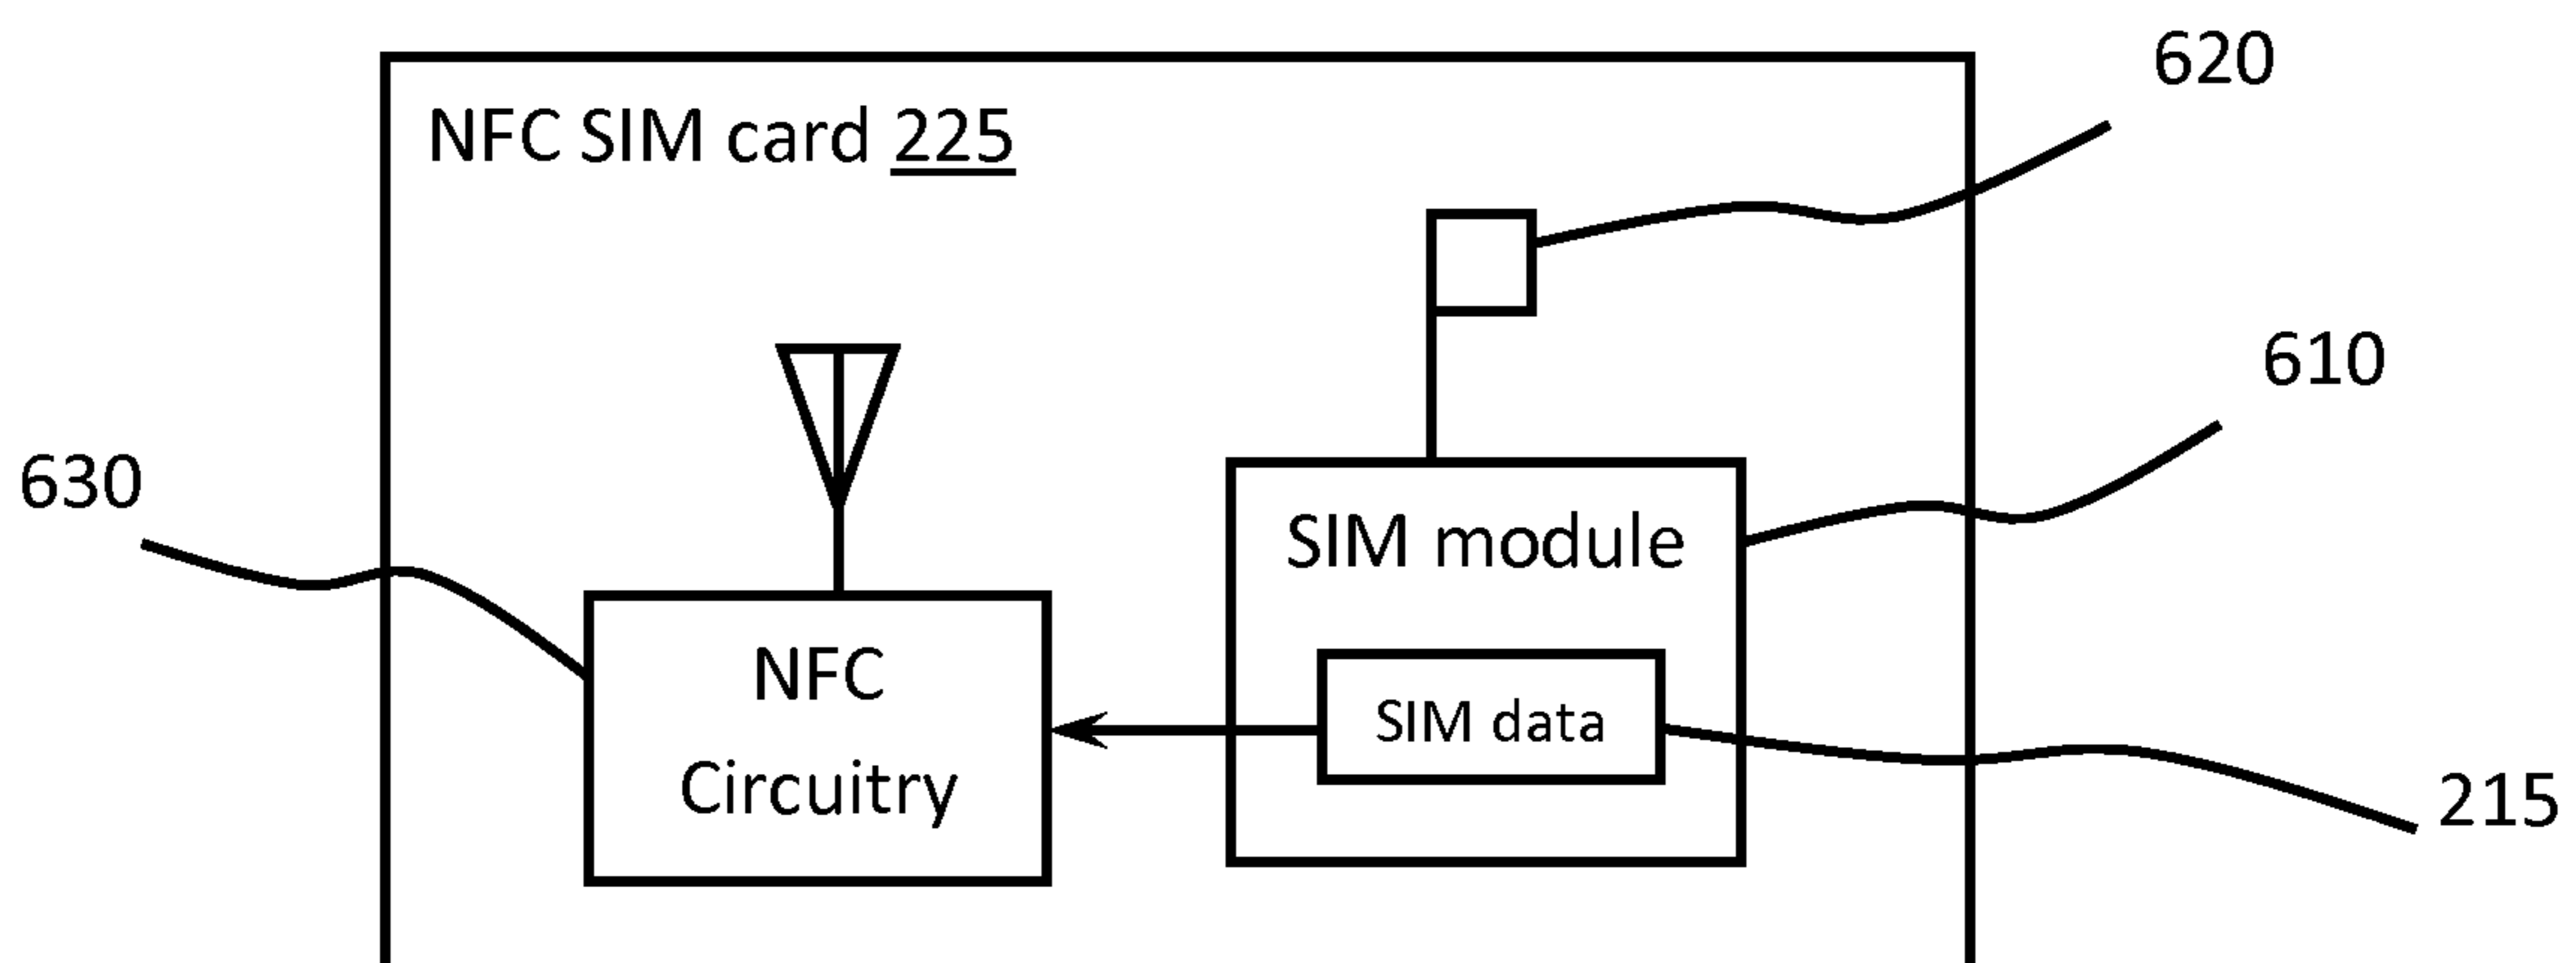 620
NFC SIM card 225
610
630
SIM module
NFC
Circuitry
SIM data
215